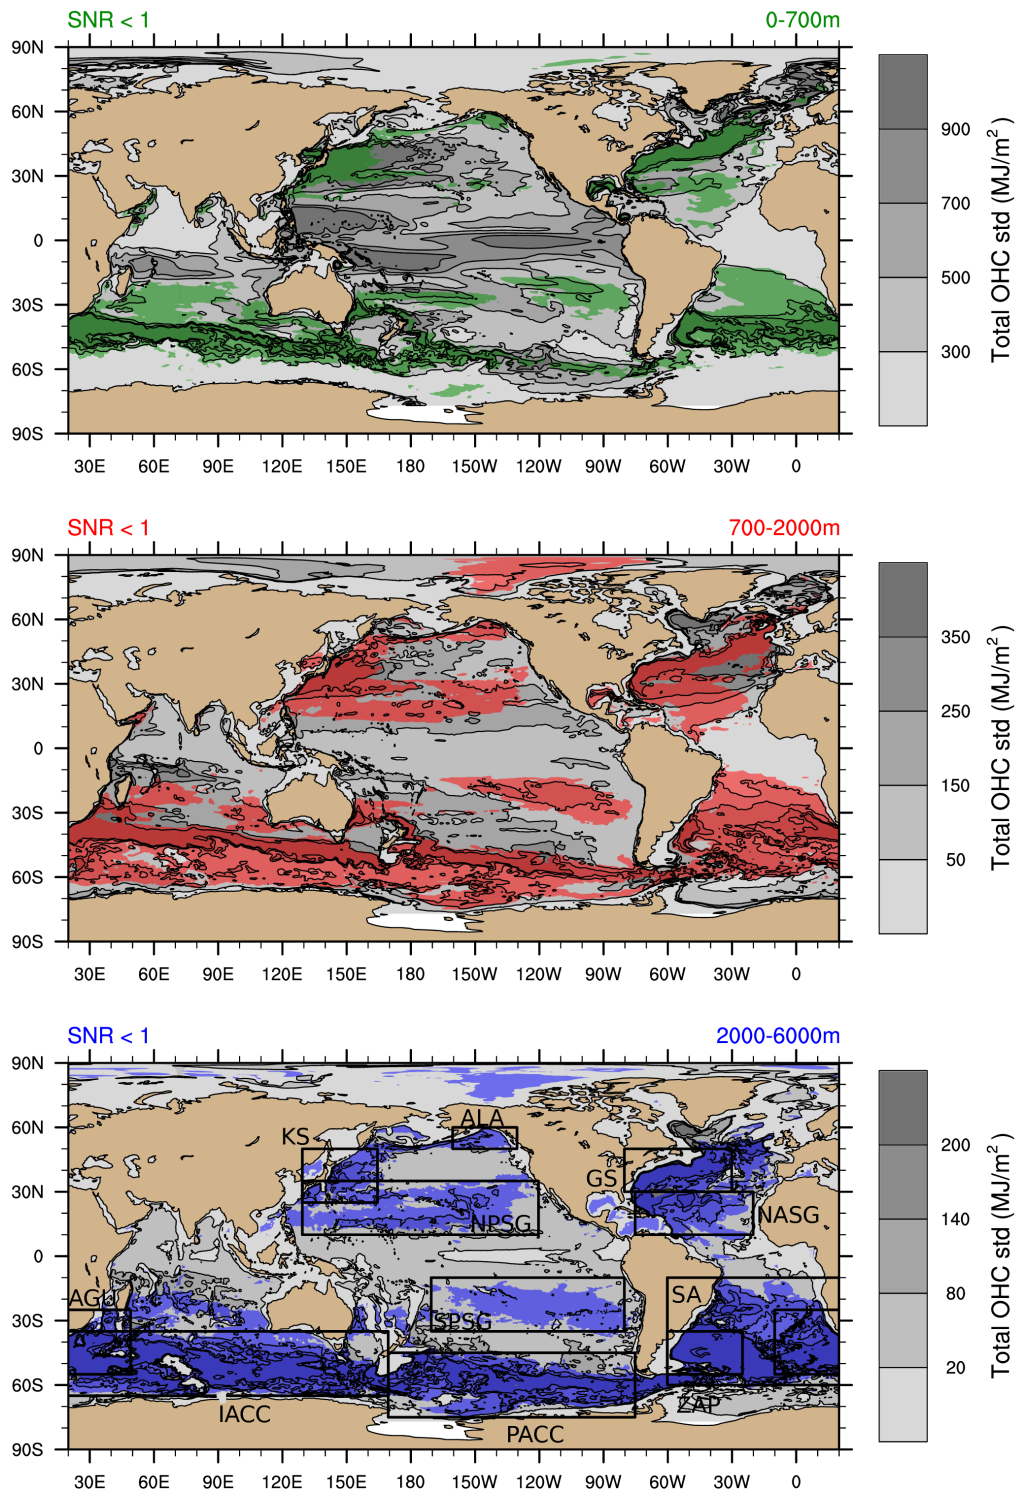 SNR < 1 0-700m
90N
60N
30N
0
30S
60S
90S
30E 60E 90E 120E 150E 180 150W 120W 90W 60W 30W 0
900
700
500
300
Total OHC std (MJ/m²)
SNR < 1 700-2000m
90N
60N
30N
0
30S
60S
90S
30E 60E 90E 120E 150E 180 150W 120W 90W 60W 30W 0
350
250
150
50
Total OHC std (MJ/m²)
SNR < 1 2000-6000m
90N
60N
30N
0
30S
60S
90S
ALA
KS
GS
NPSG
NASG
AGU
SA
SPSG
ZAP
IACC
PACC
30E 60E 90E 120E 150E 180 150W 120W 90W 60W 30W 0
200
140
80
20
Total OHC std (MJ/m²)